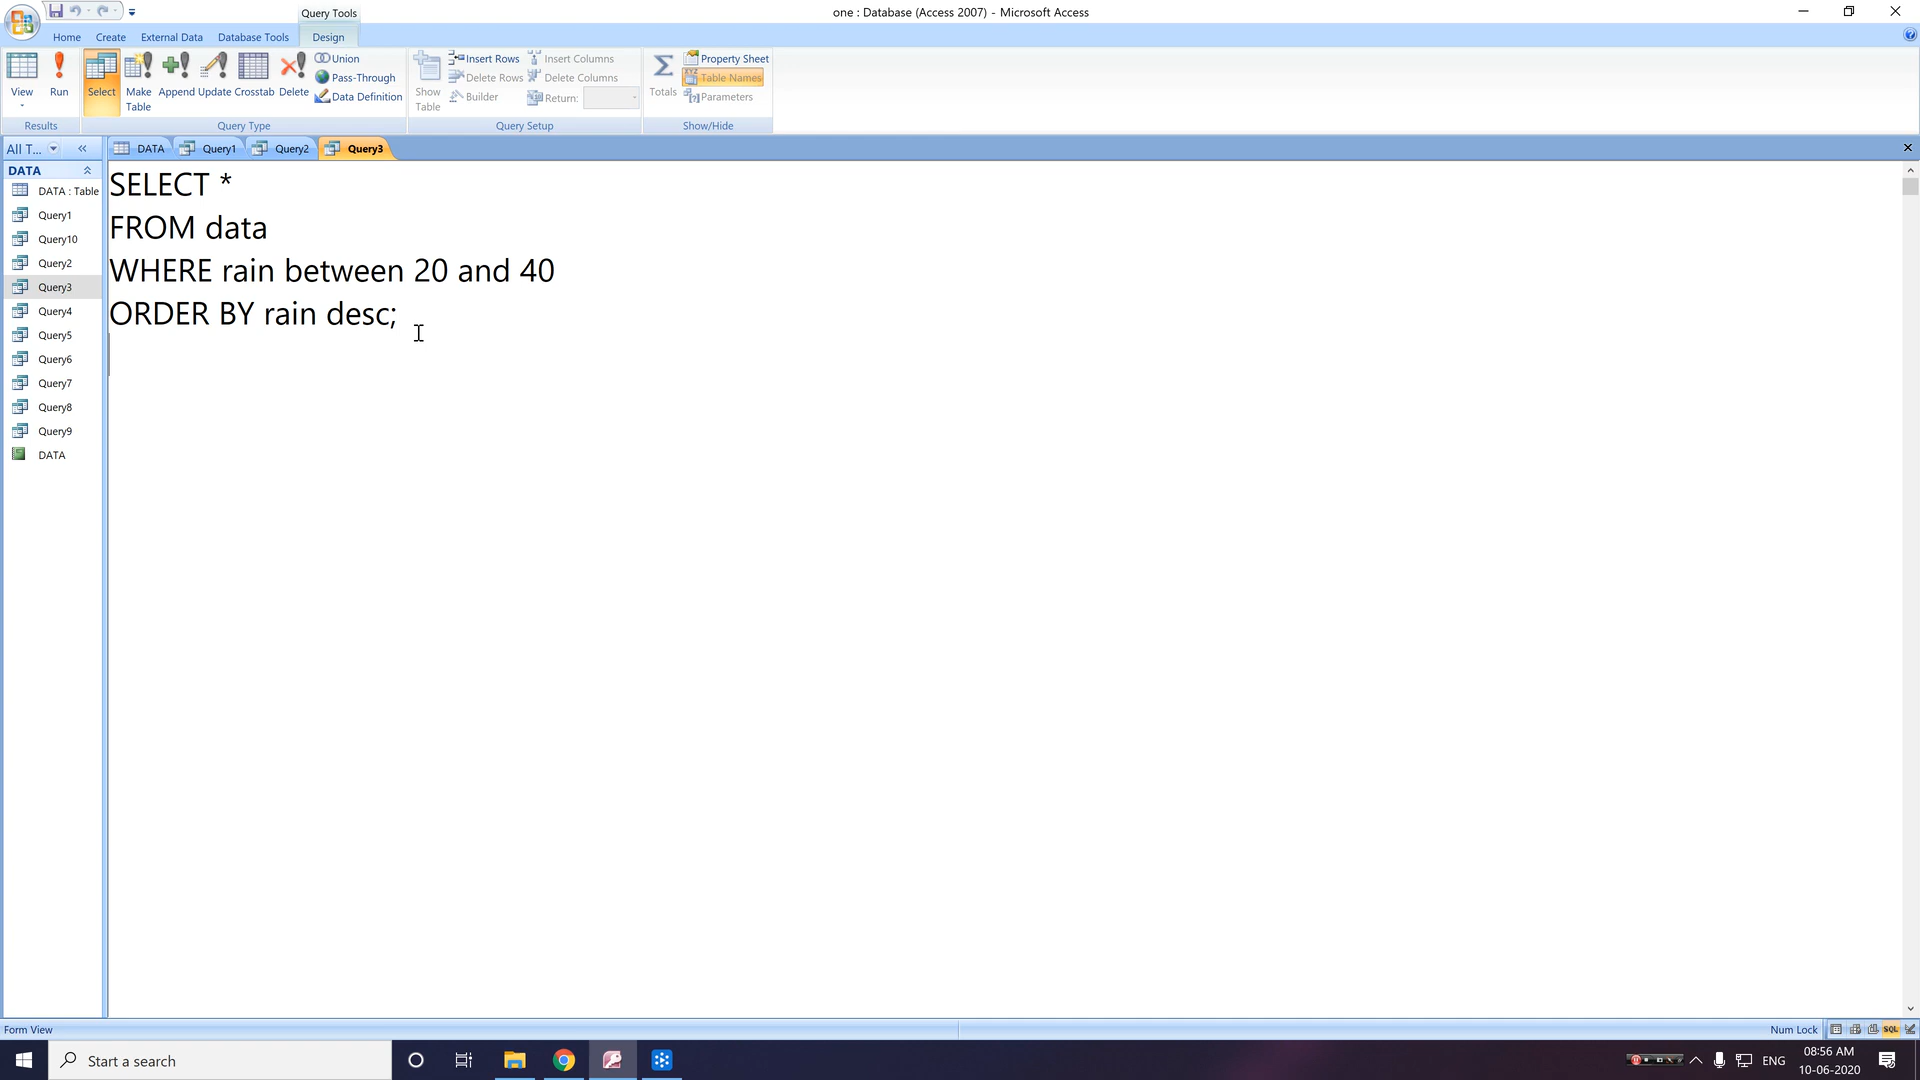 one : Database (Access 2007) - Microsoft Access
Query Tools
Home Create External Data Database Tools Design
View Run Select Make Table Append Update Crosstab Delete
Union
Pass-Through
Data Definition
Show Table
Insert Rows
Delete Rows
Builder
Insert Columns
Delete Columns
Return:
Totals
Property Sheet
Table Names
Parameters
Results Query Type Query Setup Show/Hide
All T... «
DATA Query1 Query2 Query3
DATA
DATA : Table
Query1
Query10
Query2
Query3
Query4
Query5
Query6
Query7
Query8
Query9
DATA
SELECT *
FROM data
WHERE rain between 20 and 40
ORDER BY rain desc;
Form View
Num Lock
SQL
Start a search
ENG
08:56 AM
10-06-2020